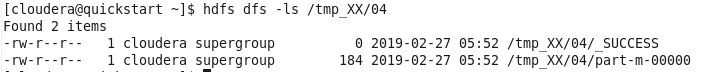 [cloudera@quickstart ~]$ hdfs dfs -ls /tmp_XX/04
Found 2 items
-rw-r--r--   1 cloudera supergroup          0 2019-02-27 05:52 /tmp_XX/04/_SUCCESS
-rw-r--r--   1 cloudera supergroup        184 2019-02-27 05:52 /tmp_XX/04/part-m-00000